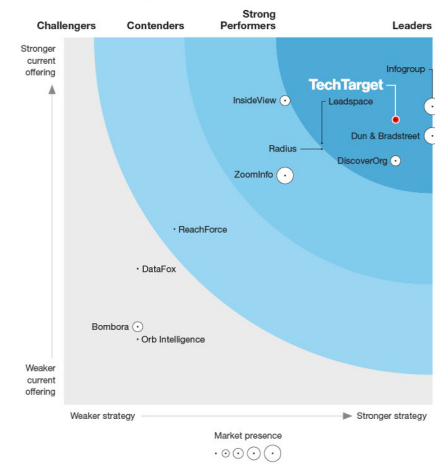 Challengers
Contenders
Strong
Performers
Leaders
Stronger
current
offering
Infogroup
TechTarget
InsideView
Leadspace
Dun & Bradstreet
Radius
DiscoverOrg
ZoomInfo
ReachForce
DataFox
Bombora
Orb Intelligence
Weaker
current
offering
Weaker strategy
Stronger strategy
Market presence